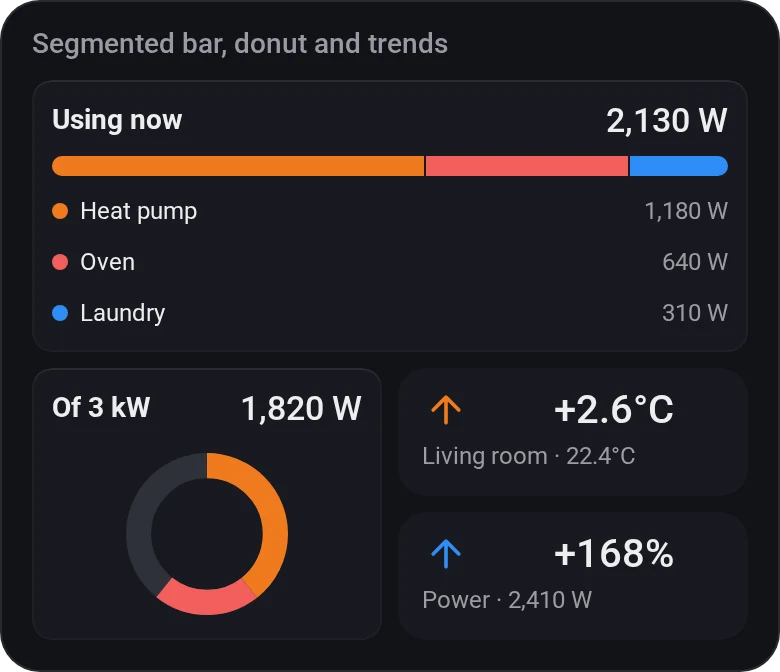 Segmented bar, donut and trends
Using now 2,130 W
Heat pump 1,180 W
Oven 640 W
Laundry 310 W
Of 3 kW 1,820 W
+2.6°C
Living room · 22.4°C
+168%
Power · 2,410 W